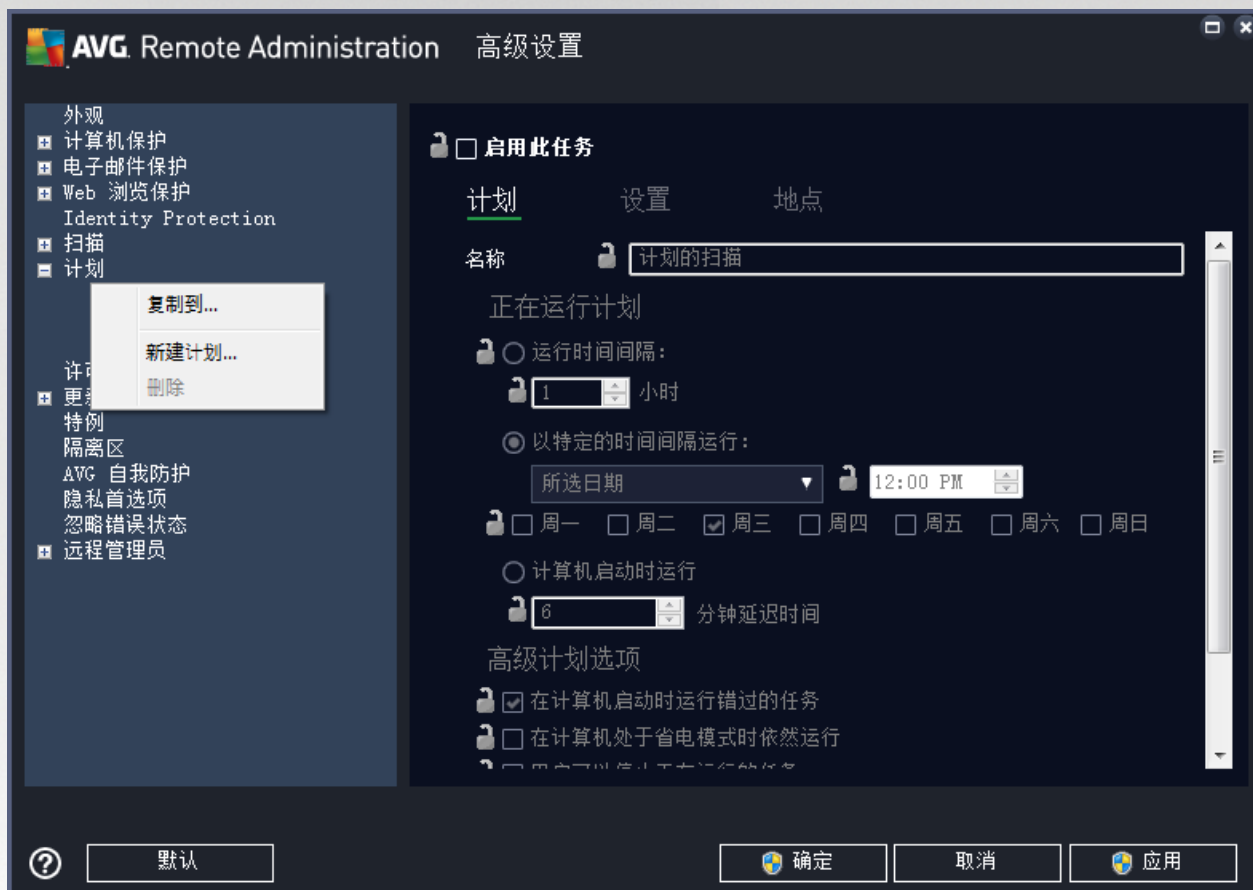 AVG. Remote Administration 高级设置
外观
计算机保护
电子邮件保护
Web 浏览保护
Identity Protection
扫描
计划
复制到...
新建计划...
删除
许
更
特例
隔离区
AVG 自我防护
隐私首选项
忽略错误状态
远程管理员
启用此任务
计划 设置 地点
名称 计划的扫描
正在运行计划
运行时间间隔:
1 小时
以特定的时间间隔运行:
所选日期 12:00 PM
周一 周二 周三 周四 周五 周六 周日
计算机启动时运行
6 分钟延迟时间
高级计划选项
在计算机启动时运行错过的任务
在计算机处于省电模式时依然运行
默认 确定 取消 应用